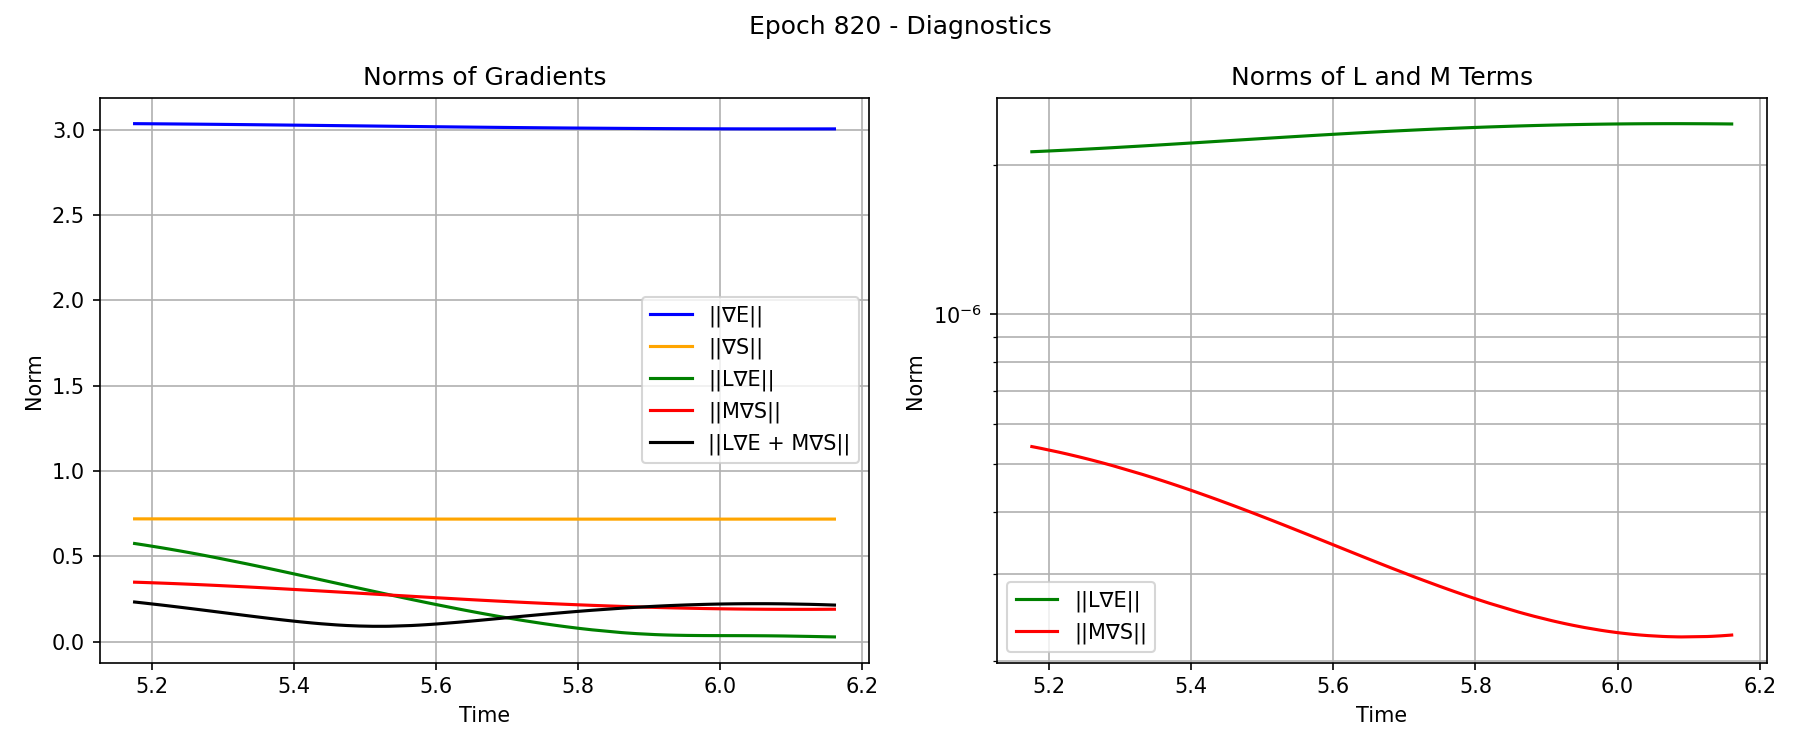 Epoch 820 - Diagnostics
Norms of Gradients
Norm
3.0
2.5
2.0
1.5
1.0
0.5
0.0
||∇E||
||∇S||
||L∇E||
||M∇S||
||L∇E + M∇S||
5.2 5.4 5.6 5.8 6.0 6.2
Time
Norms of L and M Terms
Norm
10⁻⁶
||L∇E||
||M∇S||
5.2 5.4 5.6 5.8 6.0 6.2
Time